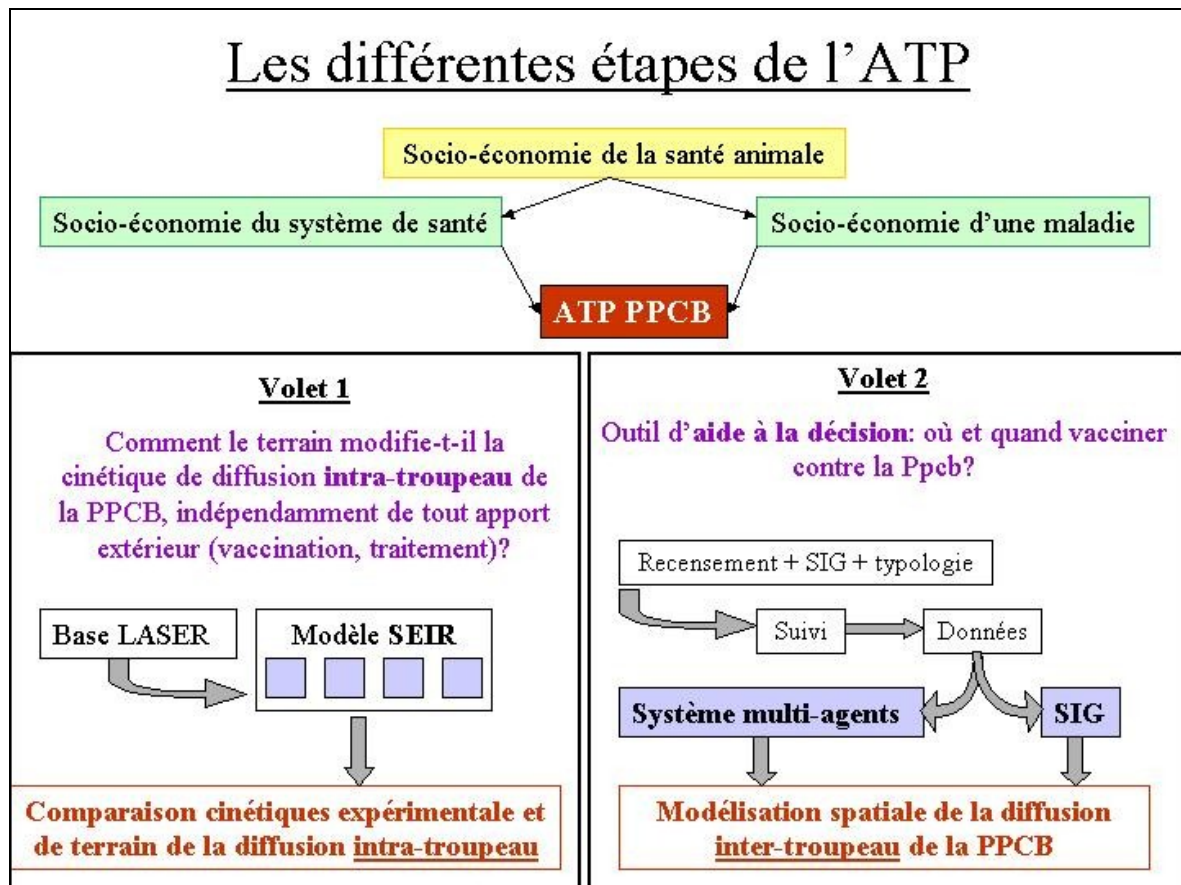 Les différentes étapes de l'ATP
Socio-économie de la santé animale
Socio-économie du système de santé
Socio-économie d'une maladie
ATP PPCB
Volet 1
Comment le terrain modifie-t-il la
cinétique de diffusion intra-troupeau de
la PPCB, indépendamment de tout apport
extérieur (vaccination, traitement)?
Base LASER
Modèle SEIR
Comparaison cinétiques expérimentale et
de terrain de la diffusion intra-troupeau
Volet 2
Outil d'aide à la décision: où et quand vacciner
contre la Ppcb?
Recensement + SIG + typologie
Suivi
Données
Système multi-agents
SIG
Modélisation spatiale de la diffusion
inter-troupeau de la PPCB